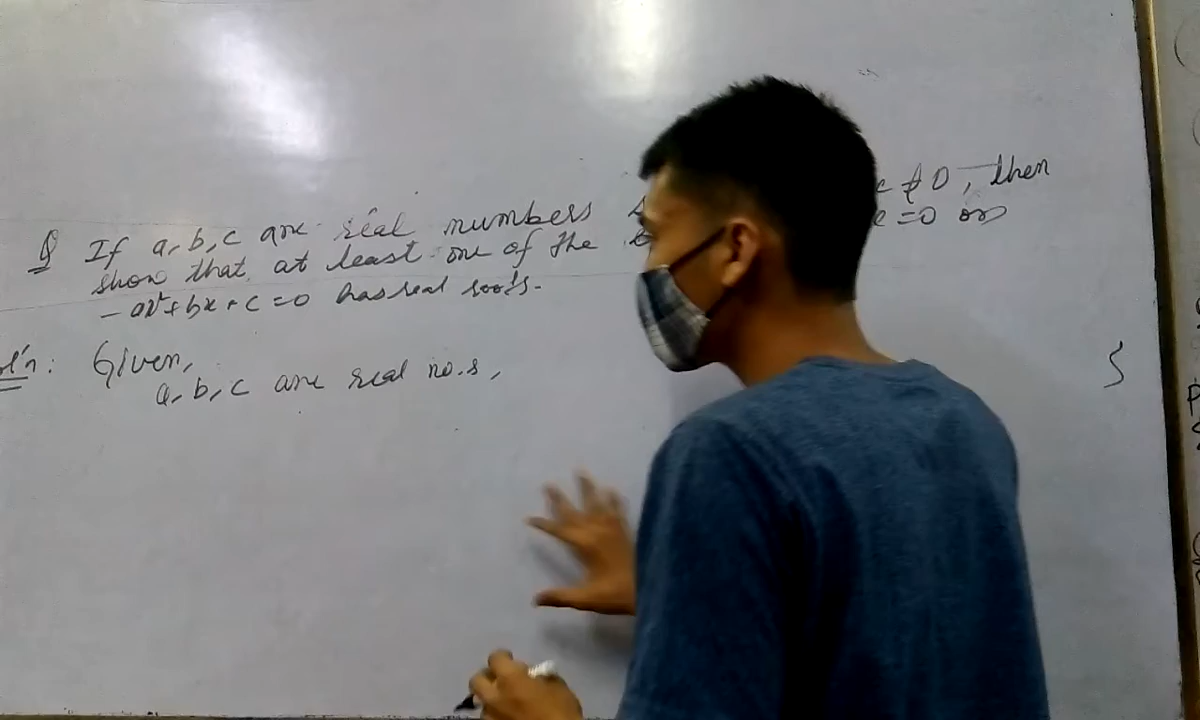 Q If a, b, c are real numbers c ≠ 0, then
show that at least one of the = 0 or
- ax² + bx + c = 0 has real roots.
Given,
a, b, c are real no.s,